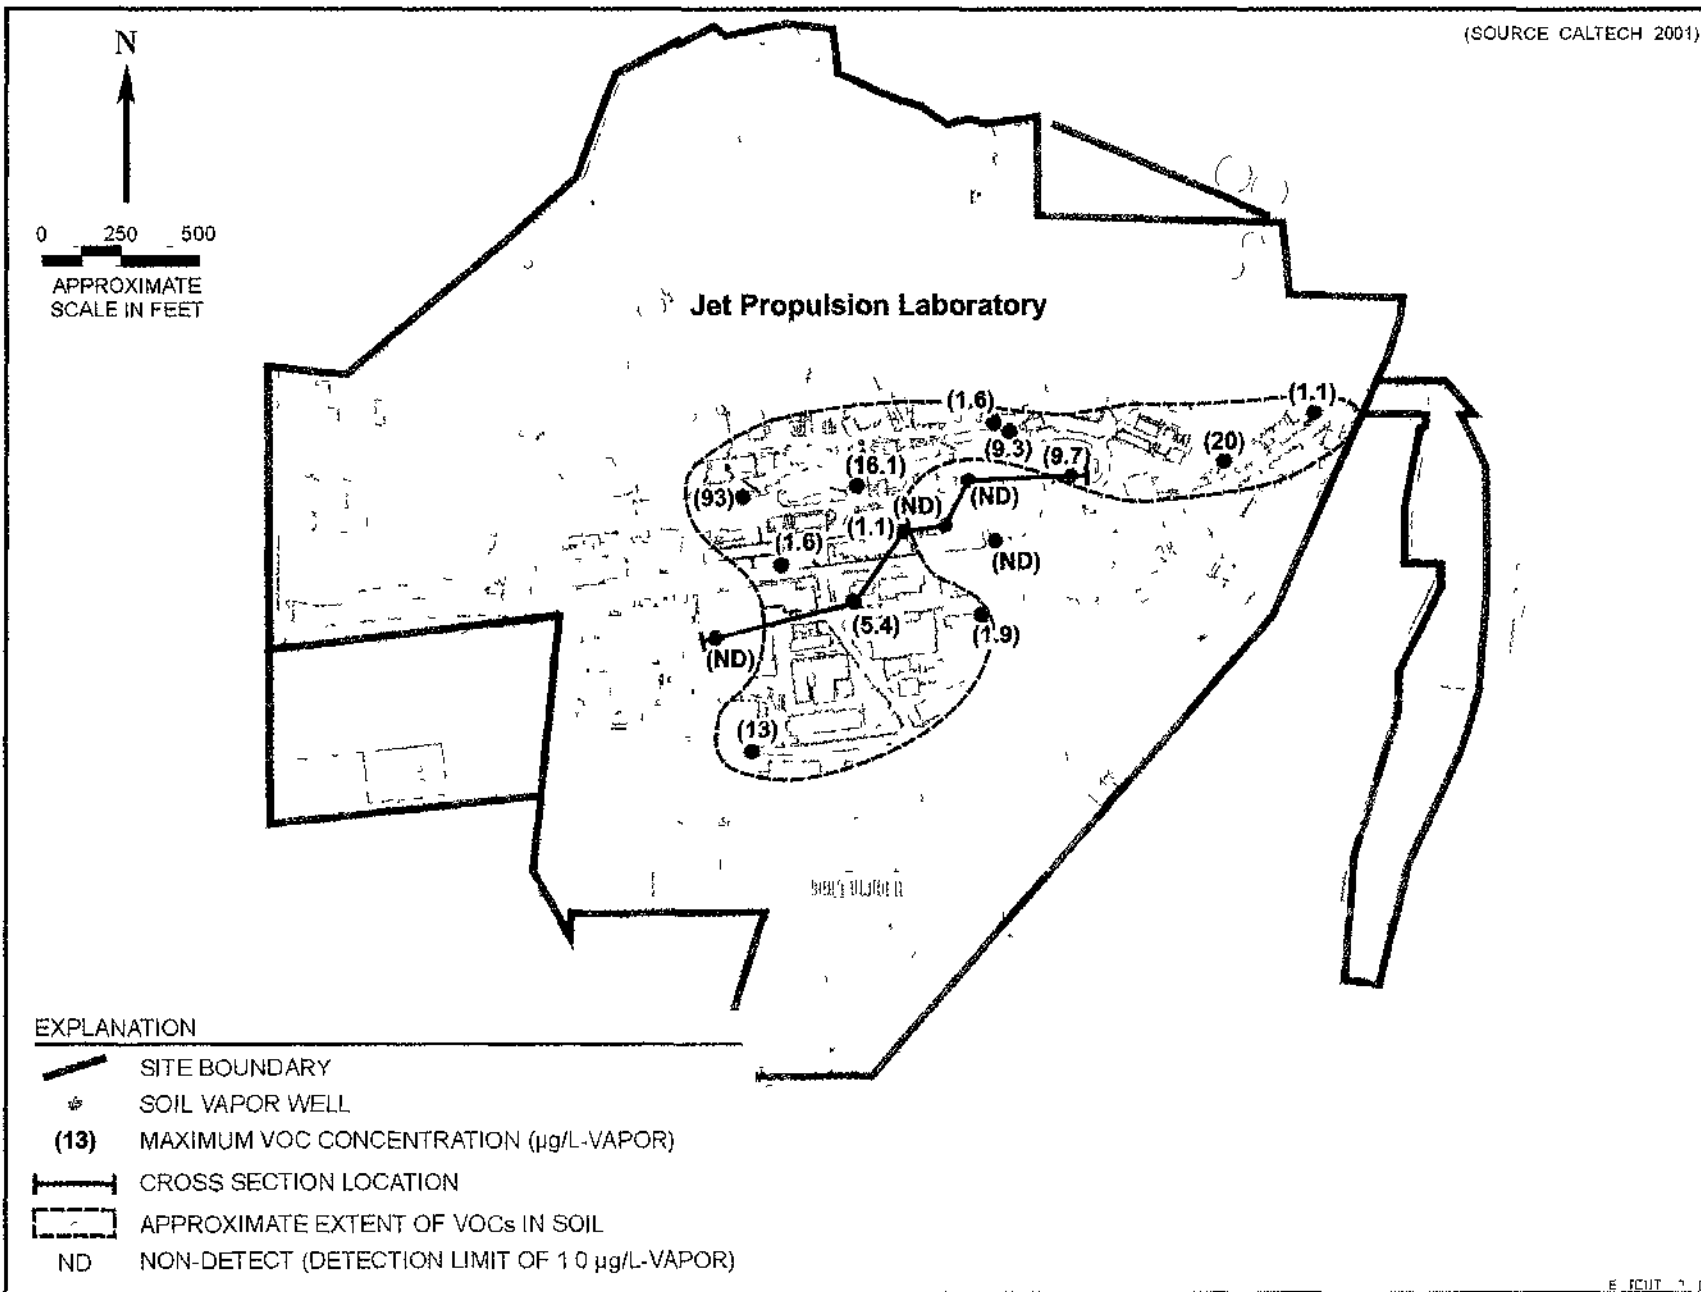 (SOURCE CALTECH 2001)
N
0 250 500
APPROXIMATE
SCALE IN FEET
Jet Propulsion Laboratory
(1.6)
(1.1)
(9.3)
(9.7)
(20)
(16.1)
(93)
(ND)
(ND)
(1.1)
(1.6)
(ND)
(5.4)
(1.9)
(ND)
(13)
EXPLANATION
SITE BOUNDARY
SOIL VAPOR WELL
(13) MAXIMUM VOC CONCENTRATION (µg/L-VAPOR)
CROSS SECTION LOCATION
APPROXIMATE EXTENT OF VOCs IN SOIL
ND NON-DETECT (DETECTION LIMIT OF 1 0 µg/L-VAPOR)